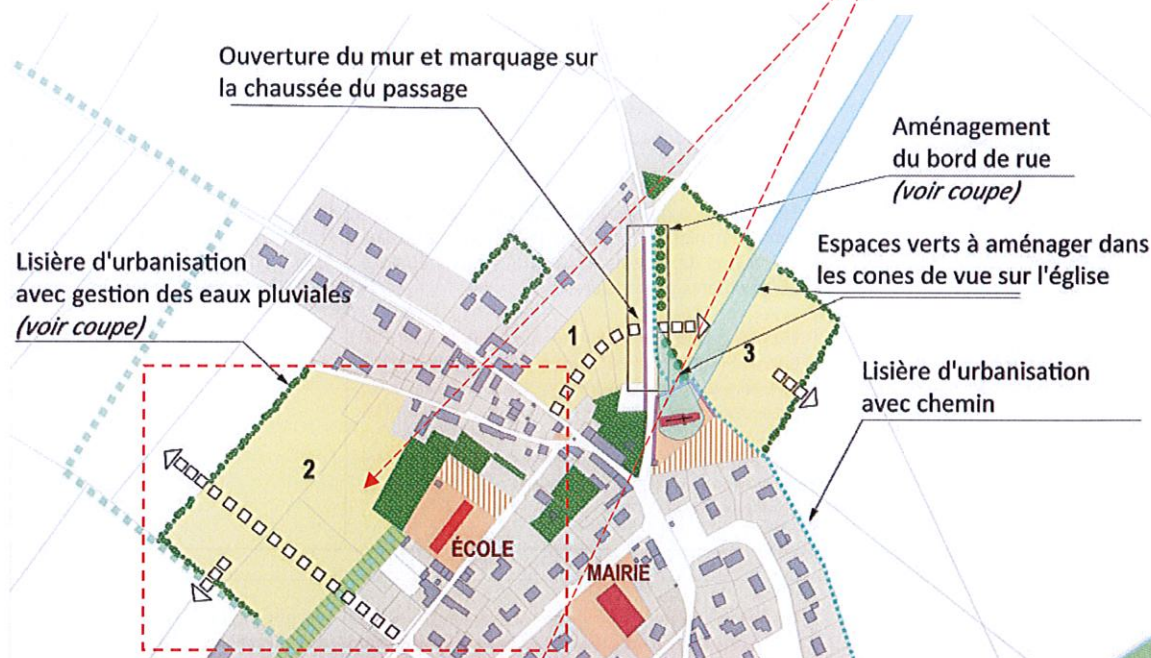 Ouverture du mur et marquage sur
la chaussée du passage
Aménagement
du bord de rue
(voir coupe)
Espaces verts à aménager dans
les cones de vue sur l'église
Lisière d'urbanisation
avec gestion des eaux pluviales
(voir coupe)
Lisière d'urbanisation
avec chemin
1
3
2
ÉCOLE
MAIRIE